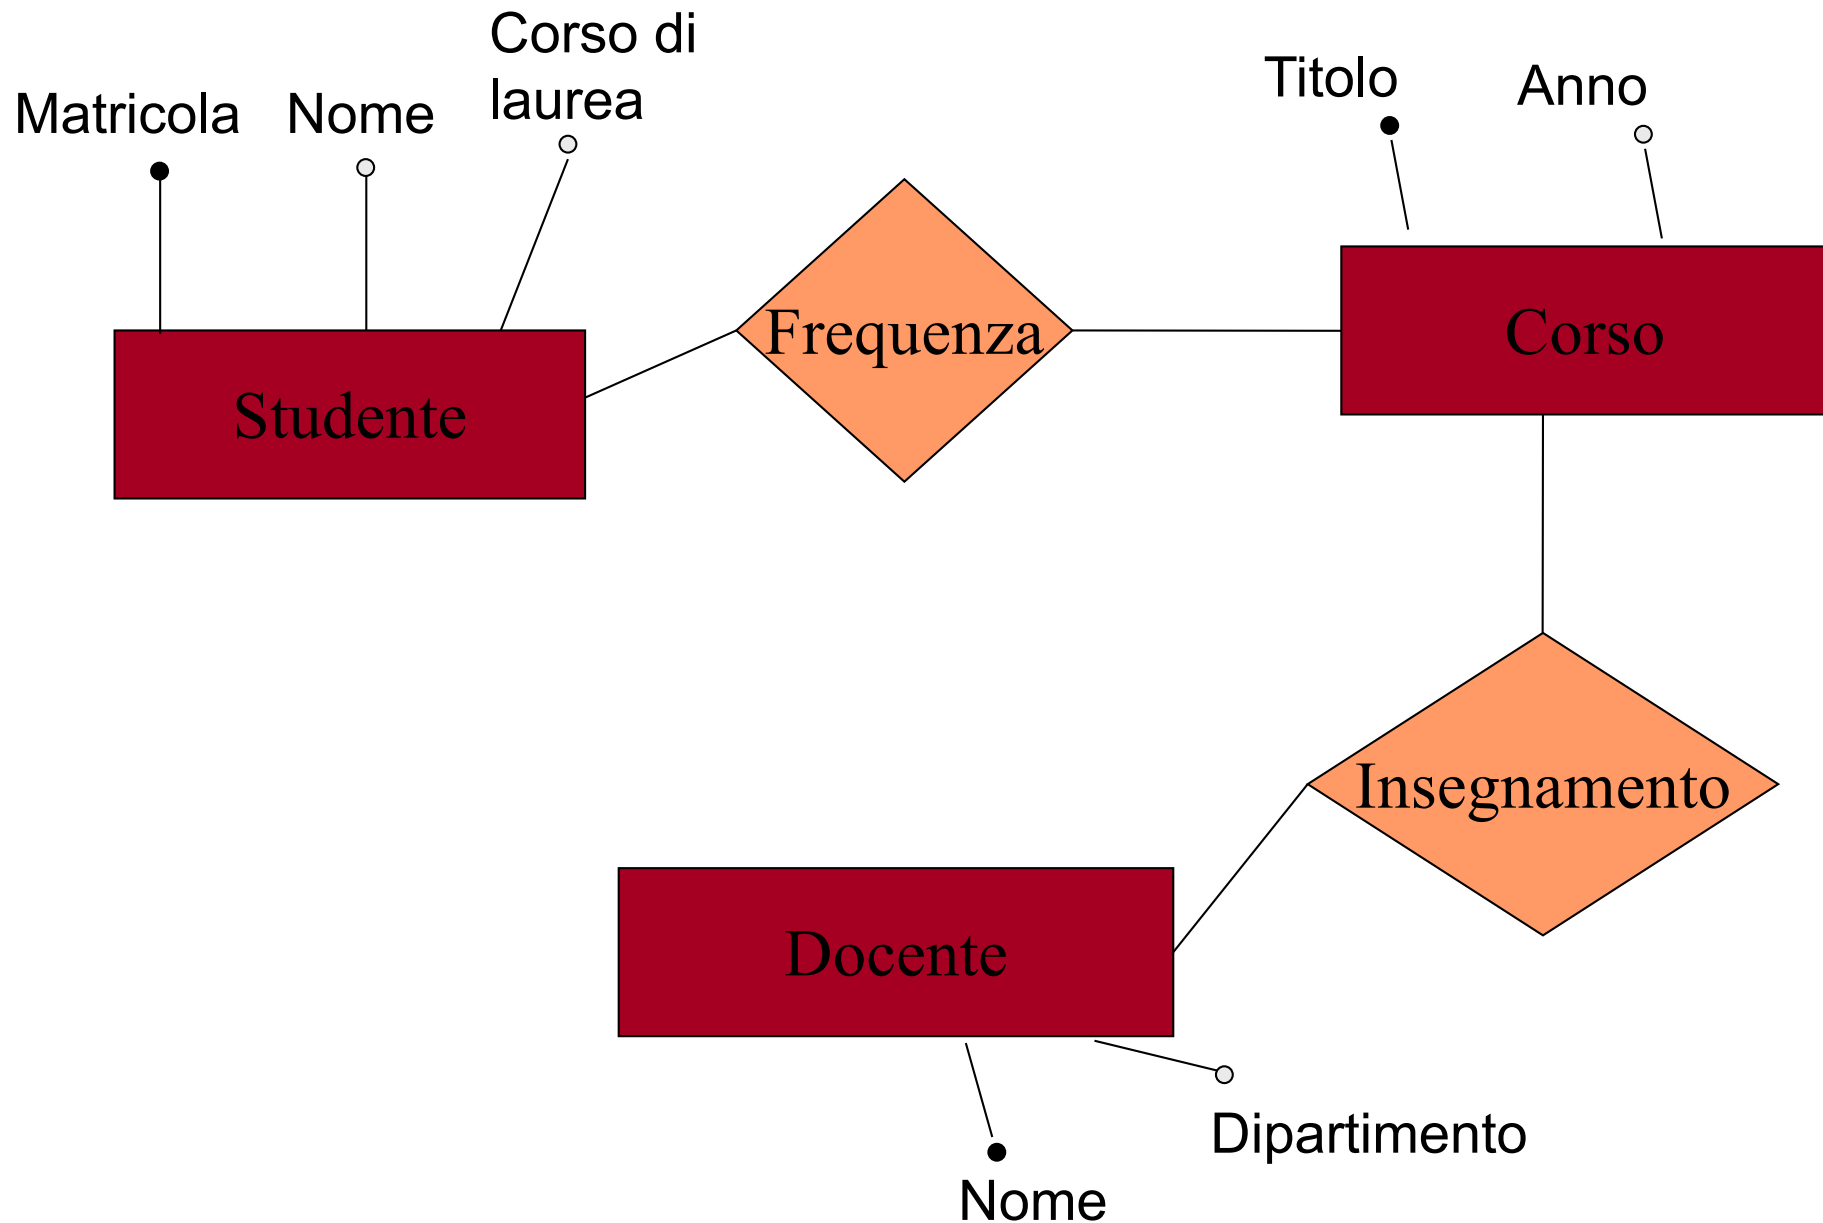 Corso di
laurea
Matricola
Nome
Titolo
Anno
Frequenza
Corso
Studente
Insegnamento
Docente
Dipartimento
Nome